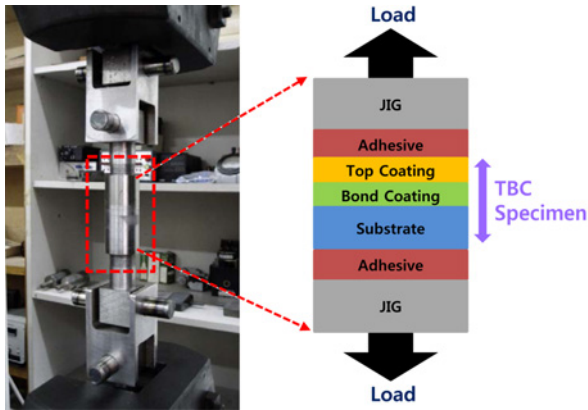 Load
JIG
Adhesive
Top Coating
Bond Coating
Substrate
Adhesive
JIG
Load
TBC
Specimen